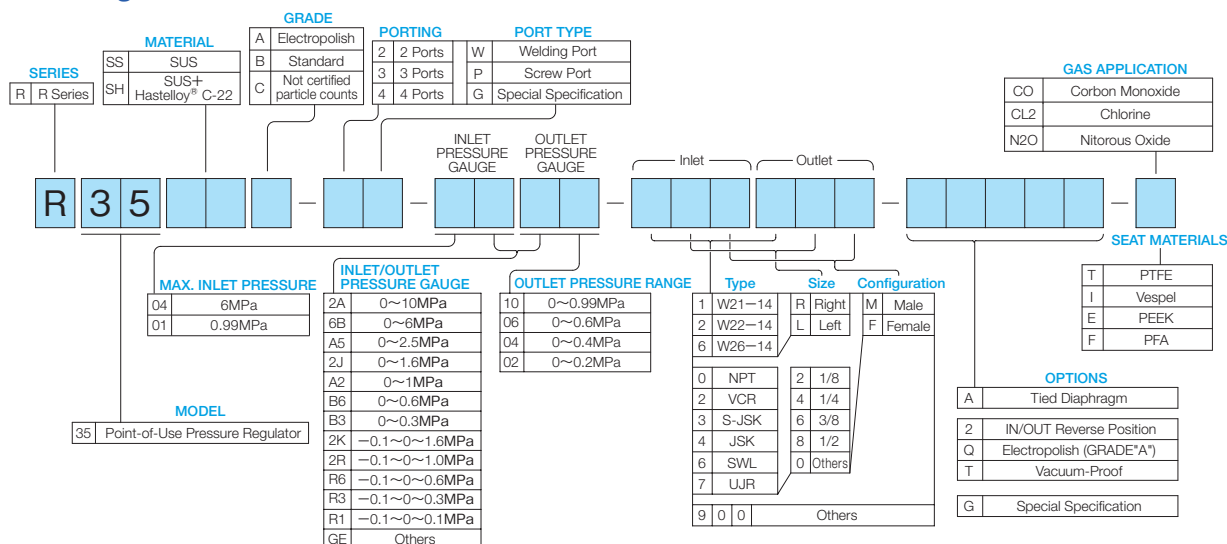 GRADE
A Electropolish
B Standard
C Not certified
particle counts
PORTING
2 2 Ports
3 3 Ports
4 4 Ports
PORT TYPE
W Welding Port
P Screw Port
G Special Specification
MATERIAL
SS SUS
SH SUS+
Hastelloy® C-22
SERIES
R R Series
GAS APPLICATION
CO Corbon Monoxide
CL2 Chlorine
N2O Nitorous Oxide
INLET
PRESSURE
GAUGE
OUTLET
PRESSURE
GAUGE
Inlet
Outlet
R 3 5 — — — — —
MAX. INLET PRESSURE
04 6MPa
01 0.99MPa
MODEL
35 Point-of-Use Pressure Regulator
INLET/OUTLET
PRESSURE GAUGE
2A 0～10MPa
6B 0～6MPa
A5 0～2.5MPa
2J 0～1.6MPa
A2 0～1MPa
B6 0～0.6MPa
B3 0～0.3MPa
2K −0.1～0～1.6MPa
2R −0.1～0～1.0MPa
R6 −0.1～0～0.6MPa
R3 −0.1～0～0.3MPa
R1 −0.1～0～0.1MPa
GE Others
OUTLET PRESSURE RANGE
10 0～0.99MPa
06 0～0.6MPa
04 0～0.4MPa
02 0～0.2MPa
Type Size Configuration
1 W21−14 R Right M Male
2 W22−14 L Left F Female
6 W26−14
0 NPT 2 1/8
2 VCR 4 1/4
3 S-JSK 6 3/8
4 JSK 8 1/2
6 SWL 0 Others
7 UJR
9 0 0 Others
SEAT MATERIALS
T PTFE
I Vespel
E PEEK
F PFA
OPTIONS
A Tied Diaphragm
2 IN/OUT Reverse Position
Q Electropolish (GRADE"A")
T Vacuum-Proof
G Special Specification